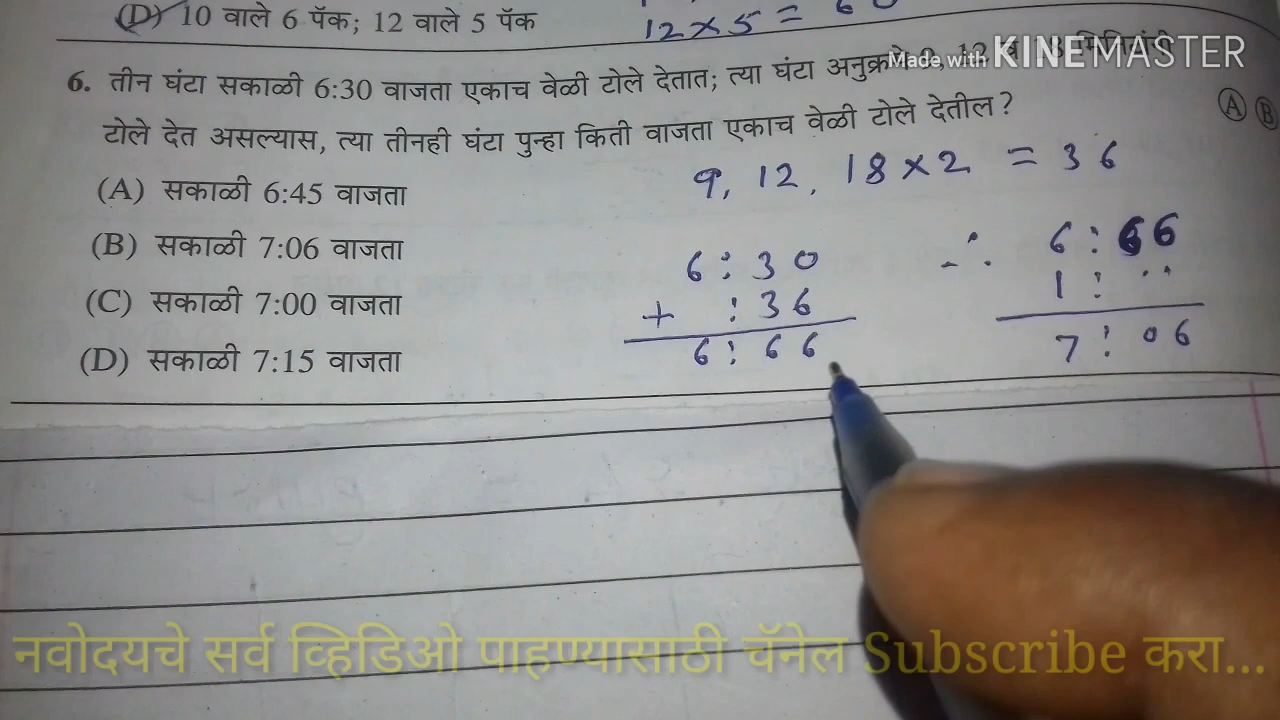 (D) 10 वाले 6 पॅक; 12 वाले 5 पॅक
12 × 5 = 60
Made with KINEMASTER
6. तीन घंटा सकाळी 6:30 वाजता एकाच वेळी टोले देतात; त्या घंटा अनुक्रमे 9, 12
टोले देत असल्यास, त्या तीनही घंटा पुन्हा किती वाजता एकाच वेळी टोले देतील?
(A) (B)
9, 12, 18 × 2 = 36
(A) सकाळी 6:45 वाजता
(B) सकाळी 7:06 वाजता
(C) सकाळी 7:00 वाजता
(D) सकाळी 7:15 वाजता
6:30
+ :36
6:66
∴ 6:66
1:
7:06
नवोदयचे सर्व व्हिडिओ पाहण्यासाठी चॅनेल Subscribe करा...